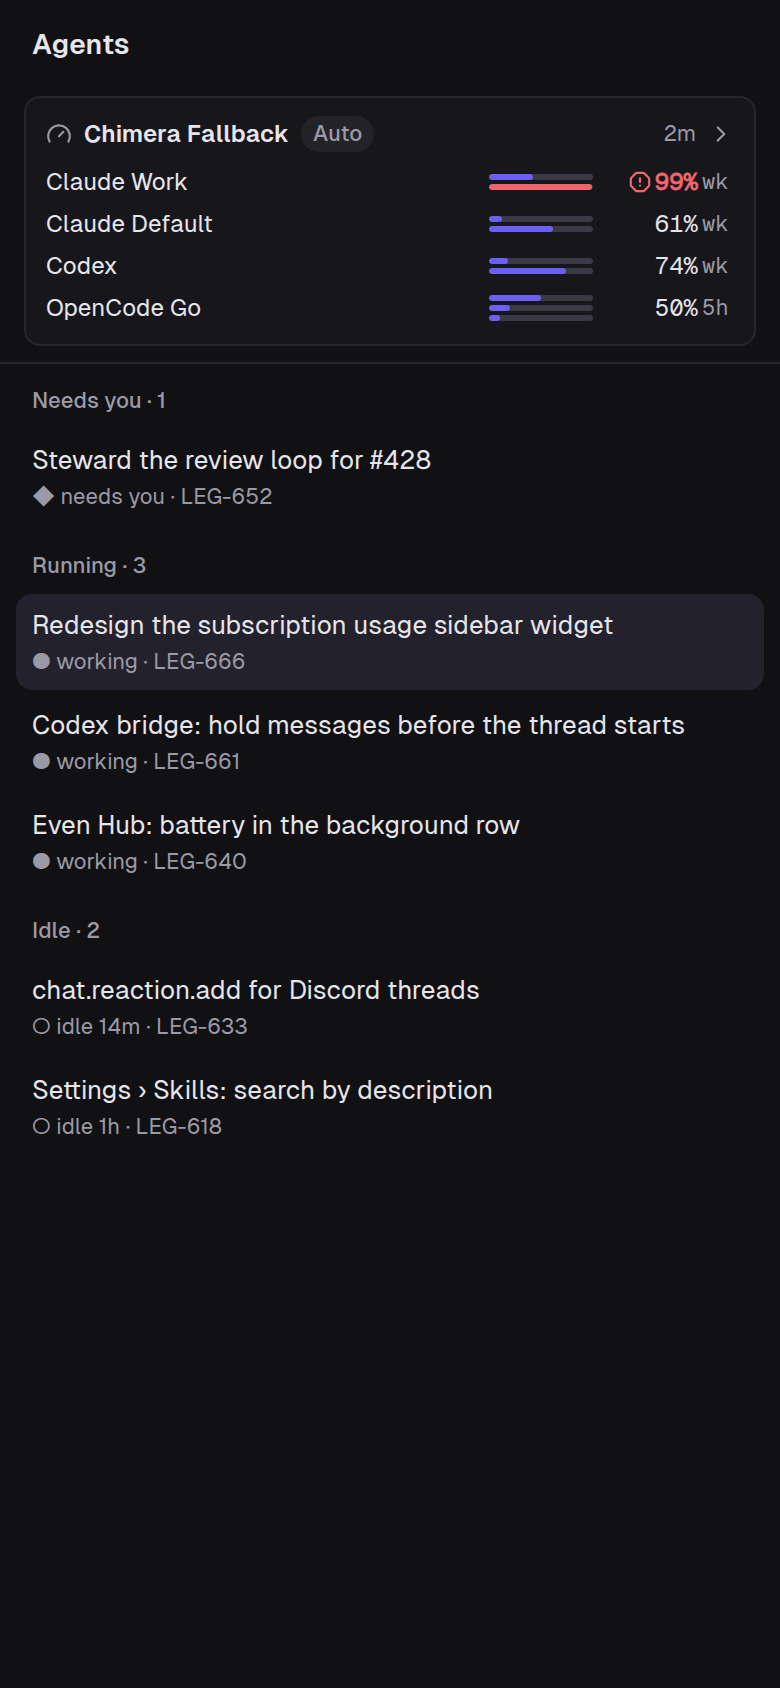 Agents
Chimera Fallback Auto 2m
Claude Work 99% wk
Claude Default 61% wk
Codex 74% wk
OpenCode Go 50% 5h
Needs you · 1
Steward the review loop for #428
needs you · LEG-652
Running · 3
Redesign the subscription usage sidebar widget
working · LEG-666
Codex bridge: hold messages before the thread starts
working · LEG-661
Even Hub: battery in the background row
working · LEG-640
Idle · 2
chat.reaction.add for Discord threads
idle 14m · LEG-633
Settings › Skills: search by description
idle 1h · LEG-618